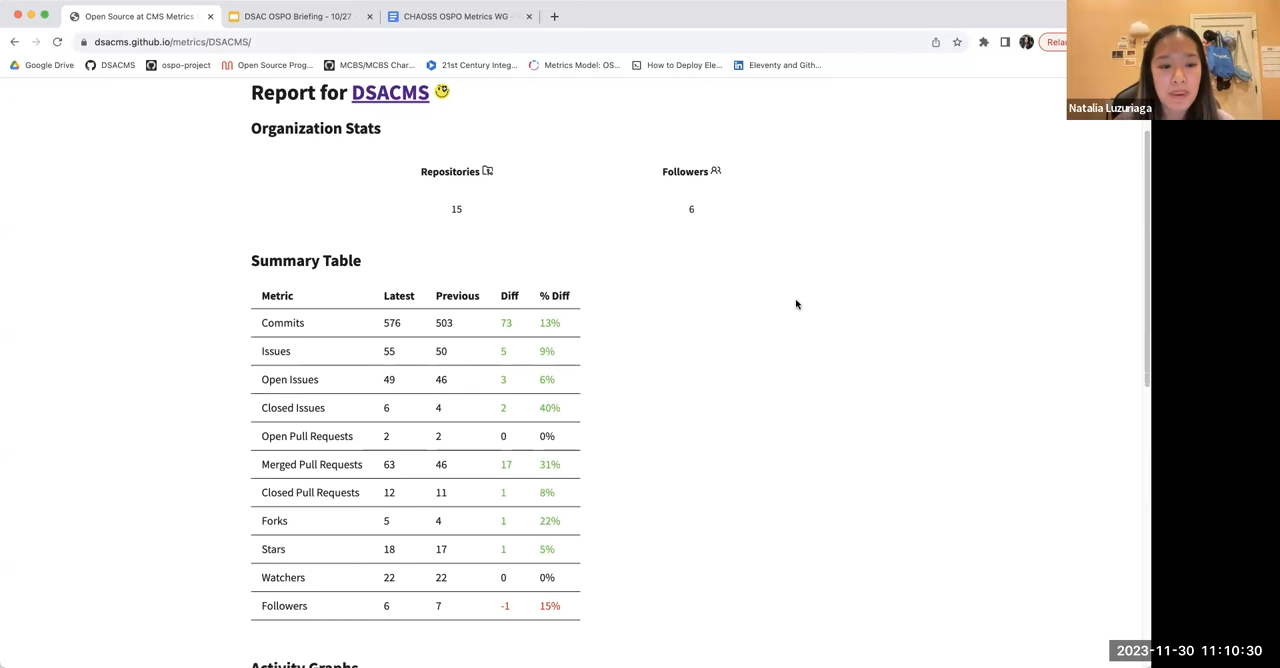 Open Source at CMS Metrics
DSAC OSPO Briefing - 10/27
CHAOSS OSPO Metrics WG -
dsacms.github.io/metrics/DSACMS/
Relau
Google Drive
DSACMS
ospo-project
Open Source Prog...
MCBS/MCBS Char...
21st Century Integ...
Metrics Model: OS...
How to Deploy Ele...
Eleventy and Gith...
Natalia Luzuriaga
Report for DSACMS
Organization Stats
Repositories Followers
15 6
Summary Table
Metric Latest Previous Diff % Diff
Commits 576 503 73 13%
Issues 55 50 5 9%
Open Issues 49 46 3 6%
Closed Issues 6 4 2 40%
Open Pull Requests 2 2 0 0%
Merged Pull Requests 63 46 17 31%
Closed Pull Requests 12 11 1 8%
Forks 5 4 1 22%
Stars 18 17 1 5%
Watchers 22 22 0 0%
Followers 6 7 -1 15%
Activity Graphs
2023-11-30 11:10:30